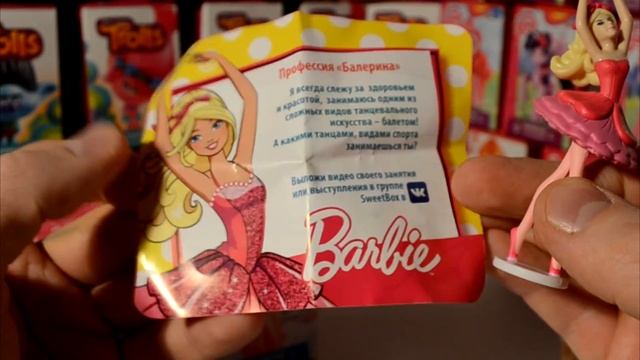 Trolls
Профессия «Балерина»
Я всегда слежу за здоровьем
и красотой, занимаюсь одним из
сложных видов танцевального
искусства – балетом!
А какими танцами, видами спорта
занимаешься ты?
Выложи видео своего занятия
или выступления в группе
SweetBox в
Barbie